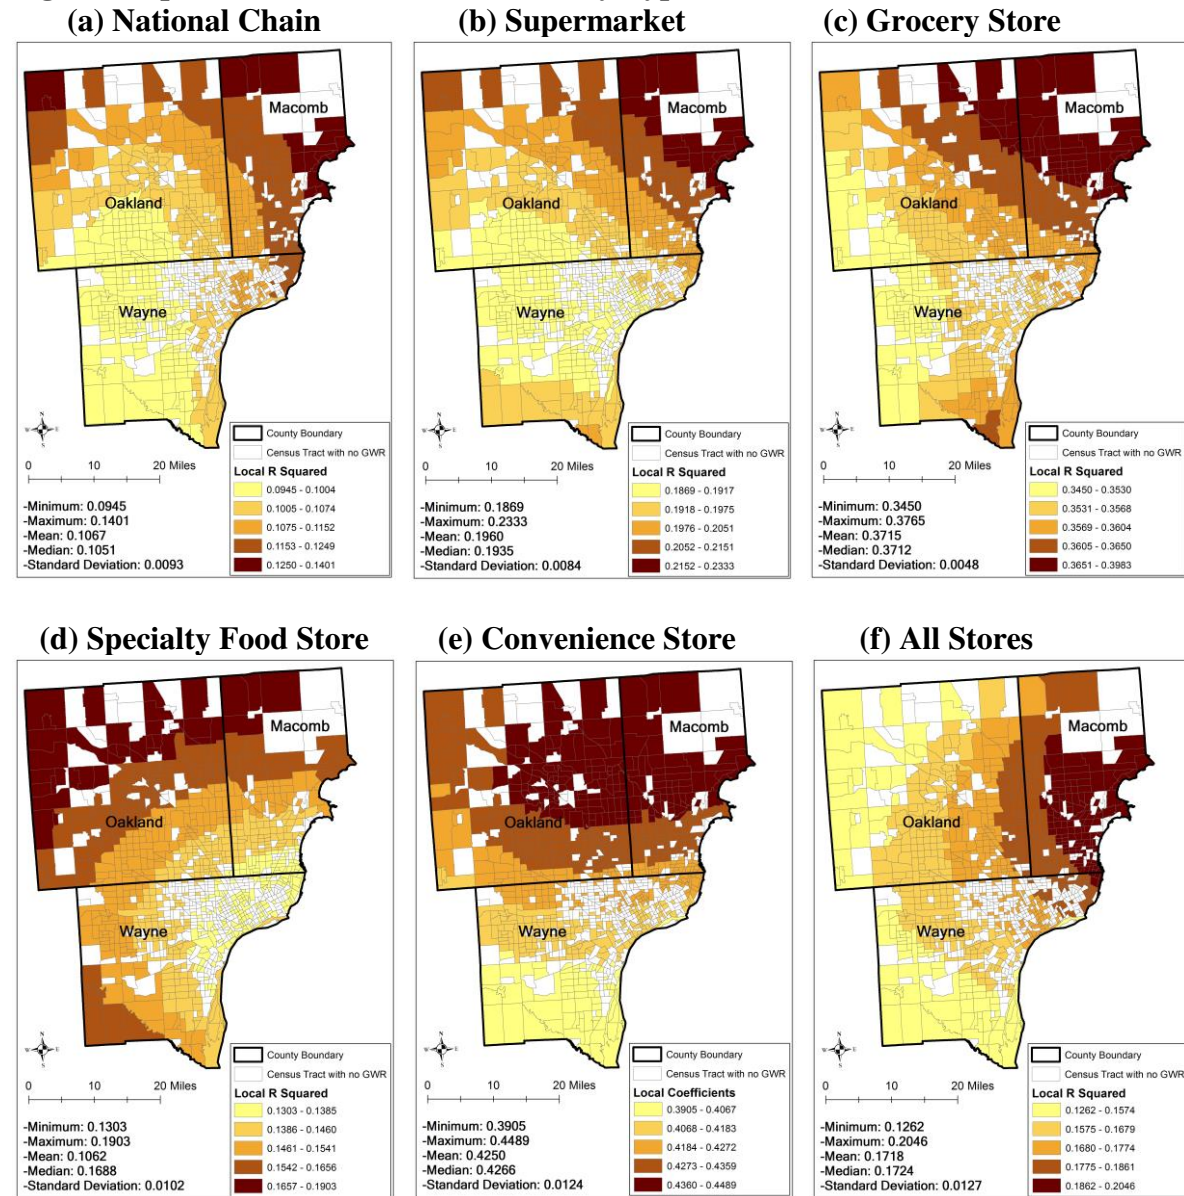 (a) National Chain
(b) Supermarket
(c) Grocery Store
Macomb
Oakland
Wayne
N
W E
S
0 10 20 Miles
County Boundary
Census Tract with no GWR
Local R Squared
0.0945 - 0.1004
0.1005 - 0.1074
0.1075 - 0.1152
0.1153 - 0.1249
0.1250 - 0.1401
-Minimum: 0.0945
-Maximum: 0.1401
-Mean: 0.1067
-Median: 0.1051
-Standard Deviation: 0.0093
Macomb
Oakland
Wayne
N
W E
S
0 10 20 Miles
County Boundary
Census Tract with no GWR
Local R Squared
0.1869 - 0.1917
0.1918 - 0.1975
0.1976 - 0.2051
0.2052 - 0.2151
0.2152 - 0.2333
-Minimum: 0.1869
-Maximum: 0.2333
-Mean: 0.1960
-Median: 0.1935
-Standard Deviation: 0.0084
Macomb
Oakland
Wayne
N
W E
S
0 10 20 Miles
County Boundary
Census Tract with no GWR
Local R Squared
0.3450 - 0.3530
0.3531 - 0.3568
0.3569 - 0.3604
0.3605 - 0.3650
0.3651 - 0.3983
-Minimum: 0.3450
-Maximum: 0.3765
-Mean: 0.3715
-Median: 0.3712
-Standard Deviation: 0.0048
(d) Specialty Food Store
(e) Convenience Store
(f) All Stores
Macomb
Oakland
Wayne
N
W E
S
0 10 20 Miles
County Boundary
Census Tract with no GWR
Local R Squared
0.1303 - 0.1385
0.1386 - 0.1460
0.1461 - 0.1541
0.1542 - 0.1656
0.1657 - 0.1903
-Minimum: 0.1303
-Maximum: 0.1903
-Mean: 0.1062
-Median: 0.1688
-Standard Deviation: 0.0102
Macomb
Oakland
Wayne
N
W E
S
0 10 20 Miles
County Boundary
Census Tract with no GWR
Local Coefficients
0.3905 - 0.4067
0.4068 - 0.4183
0.4184 - 0.4272
0.4273 - 0.4359
0.4360 - 0.4489
-Minimum: 0.3905
-Maximum: 0.4489
-Mean: 0.4250
-Median: 0.4266
-Standard Deviation: 0.0124
Macomb
Oakland
Wayne
N
W E
S
0 10 20 Miles
County Boundary
Census Tract with no GWR
Local R Squared
0.1262 - 0.1574
0.1575 - 0.1679
0.1680 - 0.1774
0.1775 - 0.1861
0.1862 - 0.2046
-Minimum: 0.1262
-Maximum: 0.2046
-Mean: 0.1718
-Median: 0.1724
-Standard Deviation: 0.0127